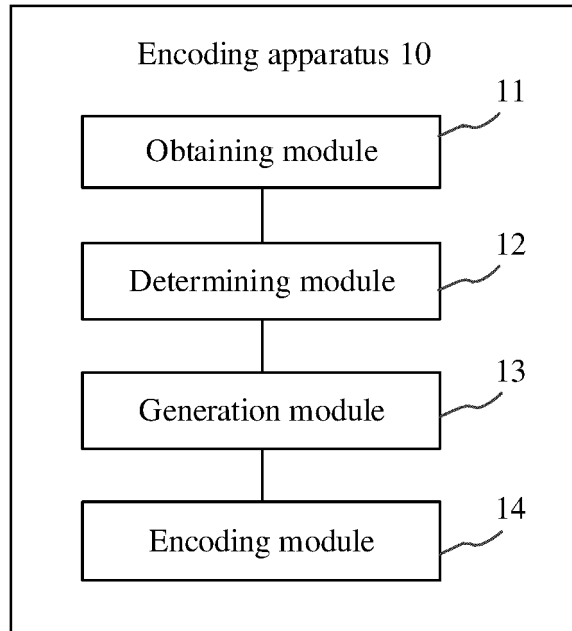 Encoding apparatus 10
11
Obtaining module
12
Determining module
13
Generation module
14
Encoding module